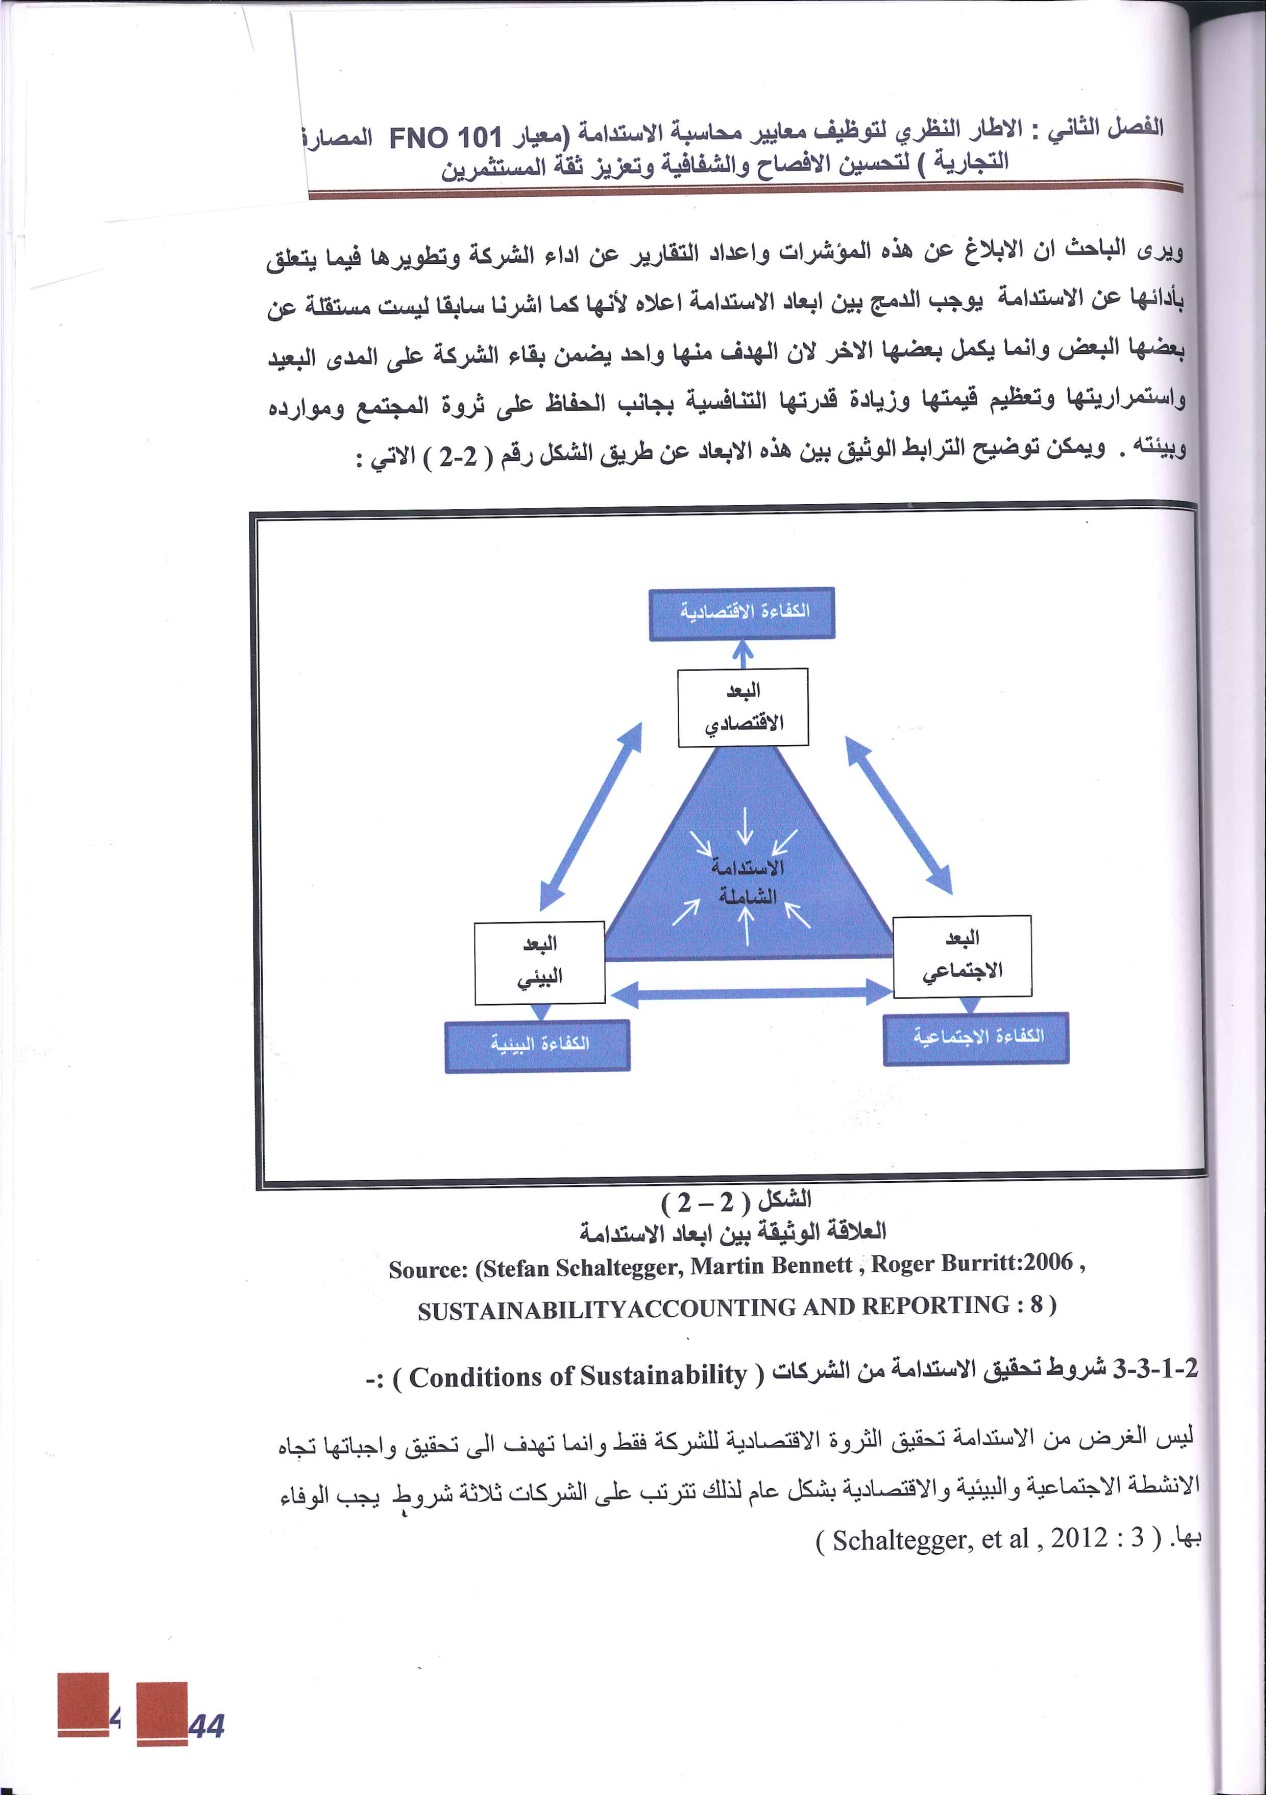 الفصل الثاني : الاطار النظري لتوظيف معايير محاسبة الاستدامة (معيار FNO 101
التجارية ) لتحسين الافصاح والشفافية وتعزيز ثقة المستثمرين
ويرى الباحث ان الابلاغ عن هذه المؤشرات واعداد التقارير عن اداء الشركة وتطويرها فيما يتعلق
بأدائها عن الاستدامة يوجب الدمج بين ابعاد الاستدامة اعلاه لأنها كما اشرنا سابقا ليست مستقلة عن
بعضها البعض وانما يكمل بعضها الاخر لان الهدف منها واحد يضمن بقاء الشركة على المدى البعيد
واستمراريتها وتعظيم قيمتها وزيادة قدرتها التنافسية بجانب الحفاظ على ثروة المجتمع وموارده
وبيئته . ويمكن توضيح الترابط الوثيق بين هذه الابعاد عن طريق الشكل رقم ( 2-2 ) الاتي :
الكفاءة الاقتصادية
البعد
الاقتصادي
الاستدامة
الشاملة
البعد
الاجتماعي
البعد
البيئي
الكفاءة الاجتماعية
الكفاءة البيئية
الشكل ( 2 – 2 )
العلاقة الوثيقة بين ابعاد الاستدامة
Source: (Stefan Schaltegger, Martin Bennett , Roger Burritt:2006 ,
SUSTAINABILITYACCOUNTING AND REPORTING : 8 )
3-3-1-2 شروط تحقيق الاستدامة من الشركات ( Conditions of Sustainability ) :-
ليس الغرض من الاستدامة تحقيق الثروة الاقتصادية للشركة فقط وانما تهدف الى تحقيق واجباتها تجاه
الانشطة الاجتماعية والبيئية والاقتصادية بشكل عام لذلك تترتب على الشركات ثلاثة شروط يجب الوفاء
بها. ( Schaltegger, et al , 2012 : 3 )
44